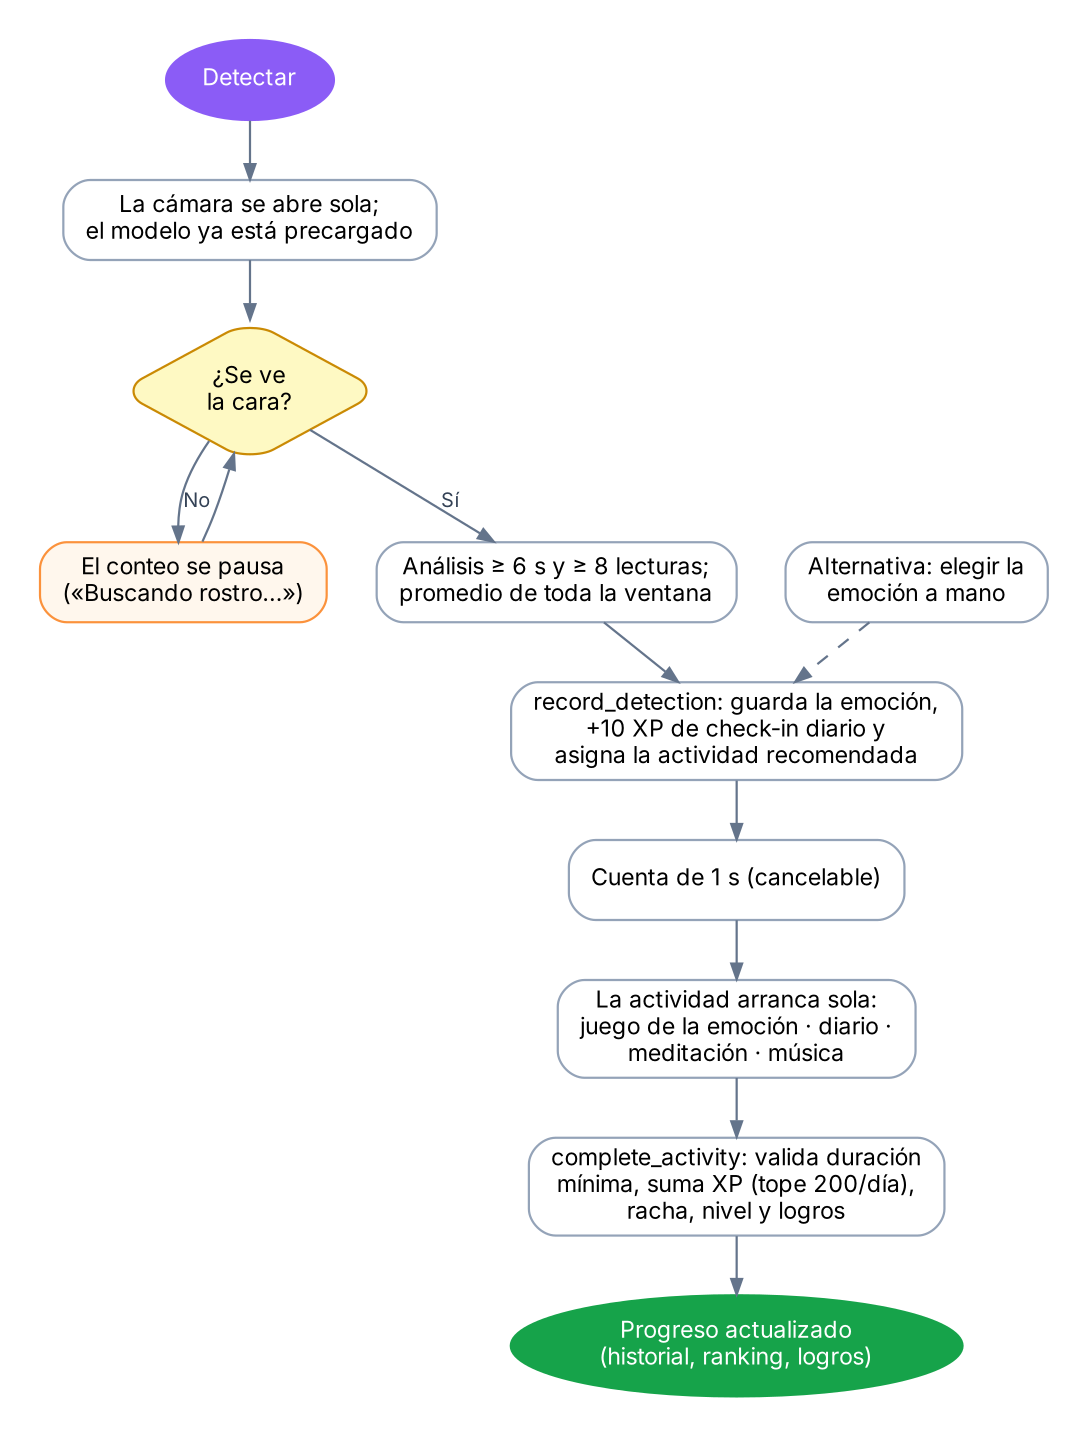 Detectar
La cámara se abre sola;
el modelo ya está precargado
¿Se ve
la cara?
No
Sí
El conteo se pausa
(«Buscando rostro...»)
Análisis ≥ 6 s y ≥ 8 lecturas;
promedio de toda la ventana
Alternativa: elegir la
emoción a mano
record_detection: guarda la emoción,
+10 XP de check-in diario y
asigna la actividad recomendada
Cuenta de 1 s (cancelable)
La actividad arranca sola:
juego de la emoción · diario ·
meditación · música
complete_activity: valida duración
mínima, suma XP (tope 200/día),
racha, nivel y logros
Progreso actualizado
(historial, ranking, logros)